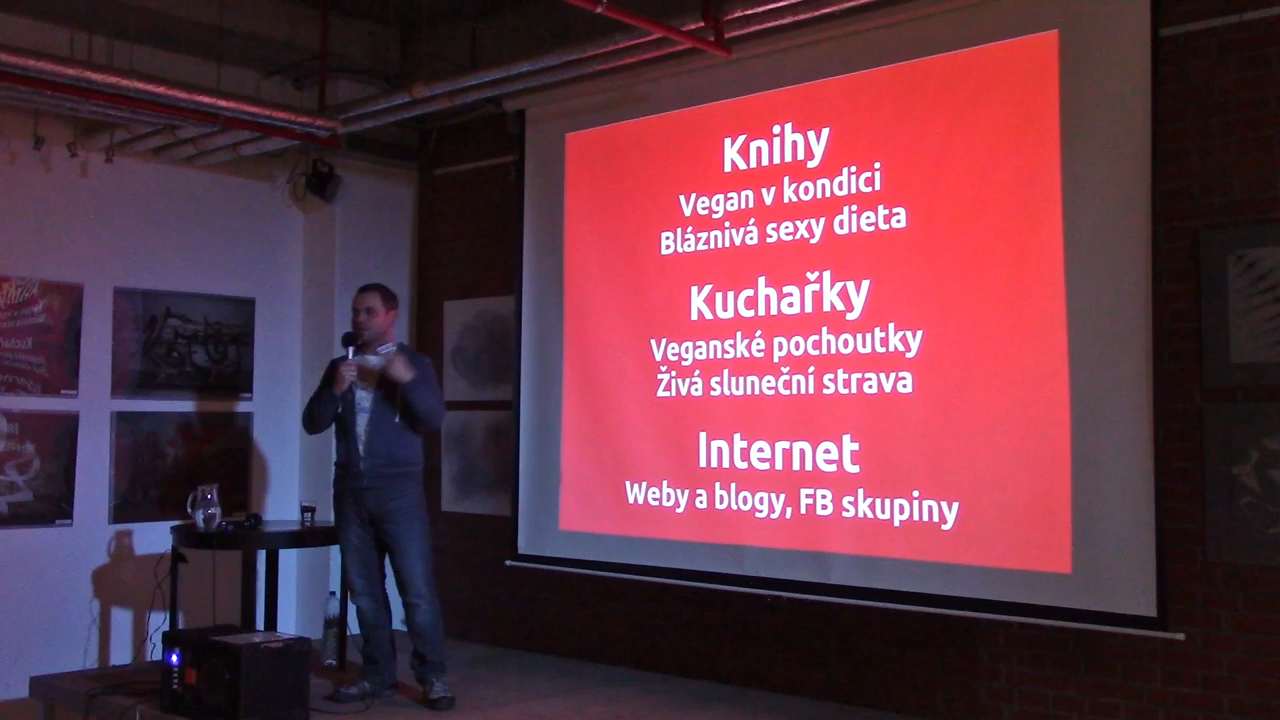 Knihy
Vegan v kondici
Bláznivá sexy dieta
Kuchařky
Veganské pochoutky
Živá sluneční strava
Internet
Weby a blogy, FB skupiny